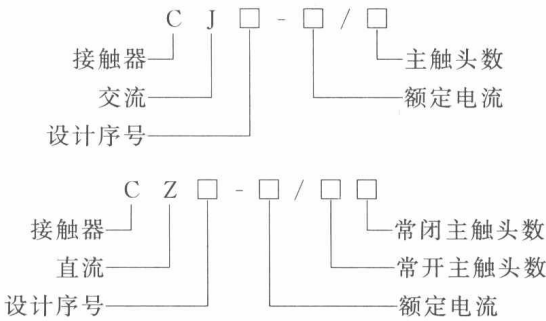 C J □ - □ / □
接触器 主触头数
交流 额定电流
设计序号
C Z □ - □ / □ □
接触器 常闭主触头数
直流 常开主触头数
设计序号 额定电流